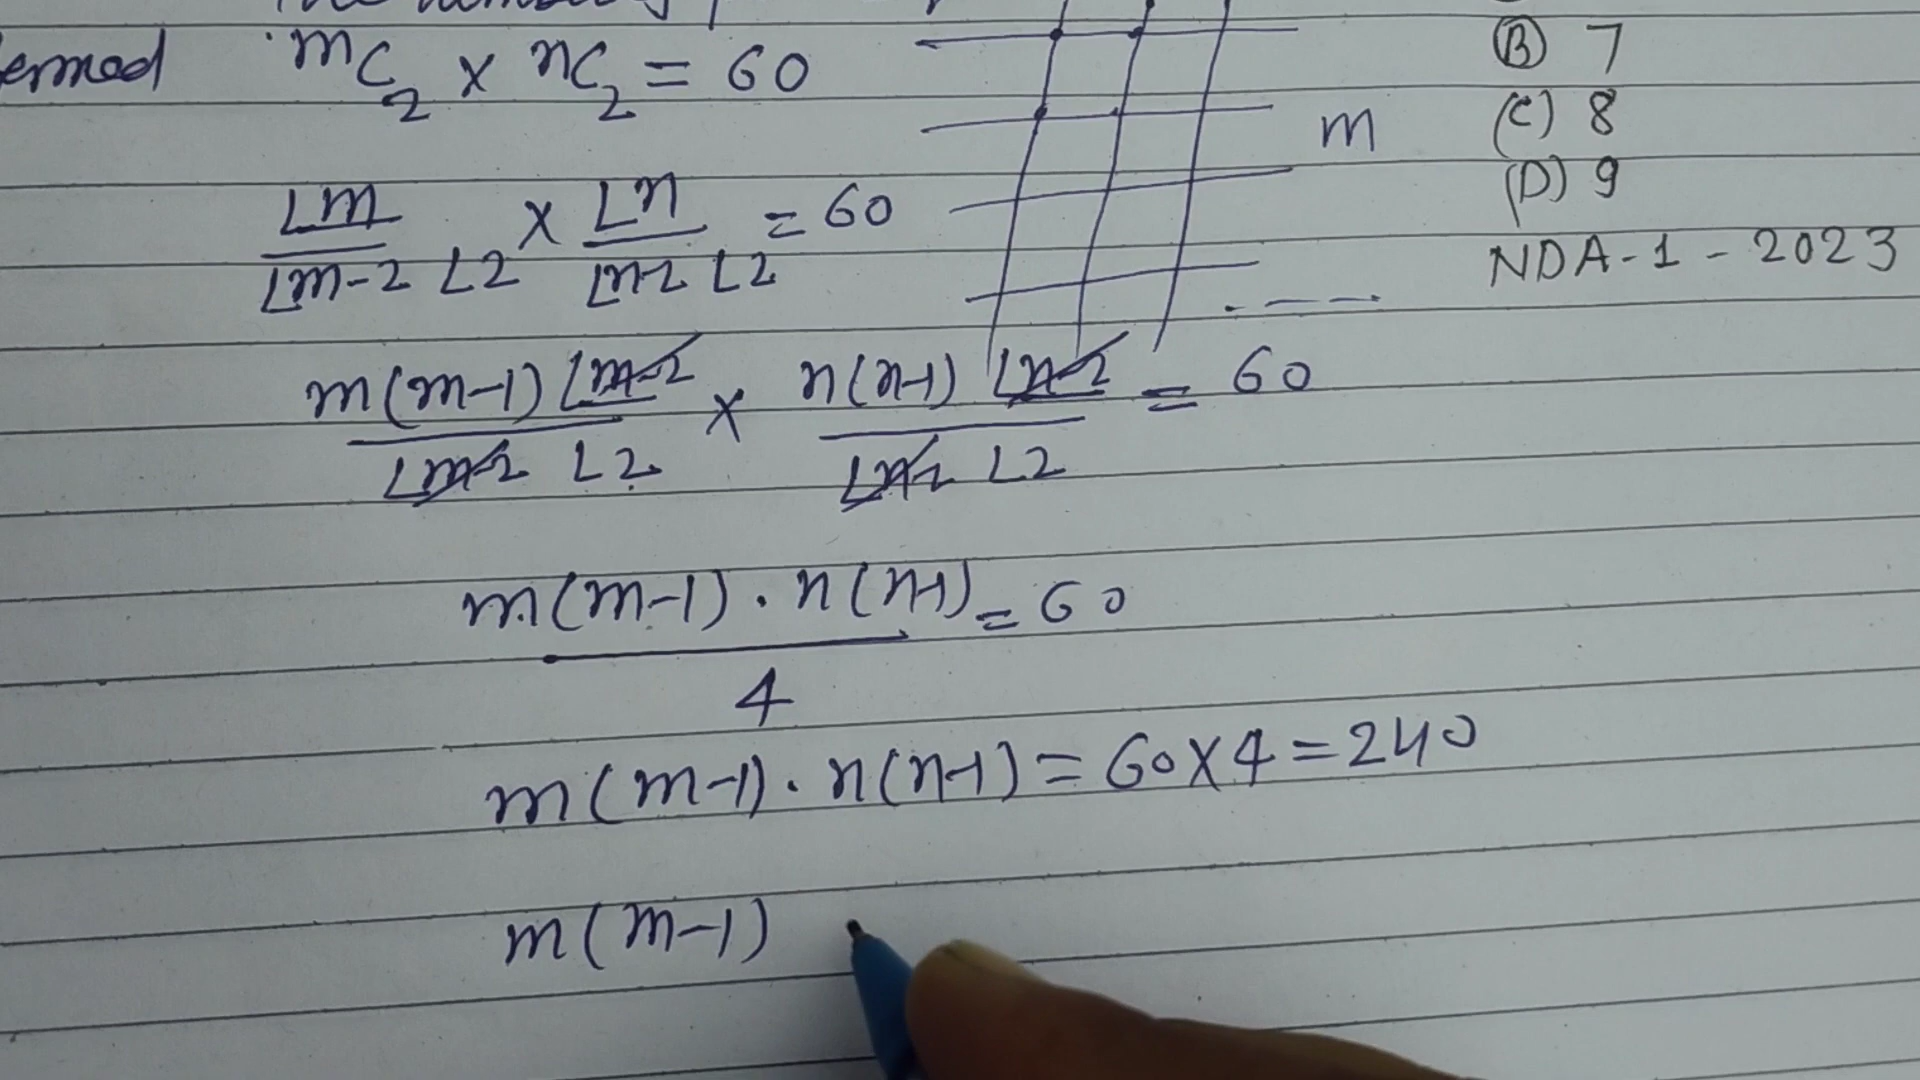 ermed mC2 × nC2 = 60
(B) 7
m (C) 8
(D) 9
NDA-1 - 2023
∟m / ∟m-2 ∟2 × ∟n / ∟n-2 ∟2 = 60
m(m-1) ∟m-2 / ∟m-2 ∟2 × n(n-1) ∟n-2 / ∟n-2 ∟2 = 60
m(m-1) · n(n-1) / 4 = 60
m(m-1) · n(n-1) = 60×4 = 240
m(m-1)